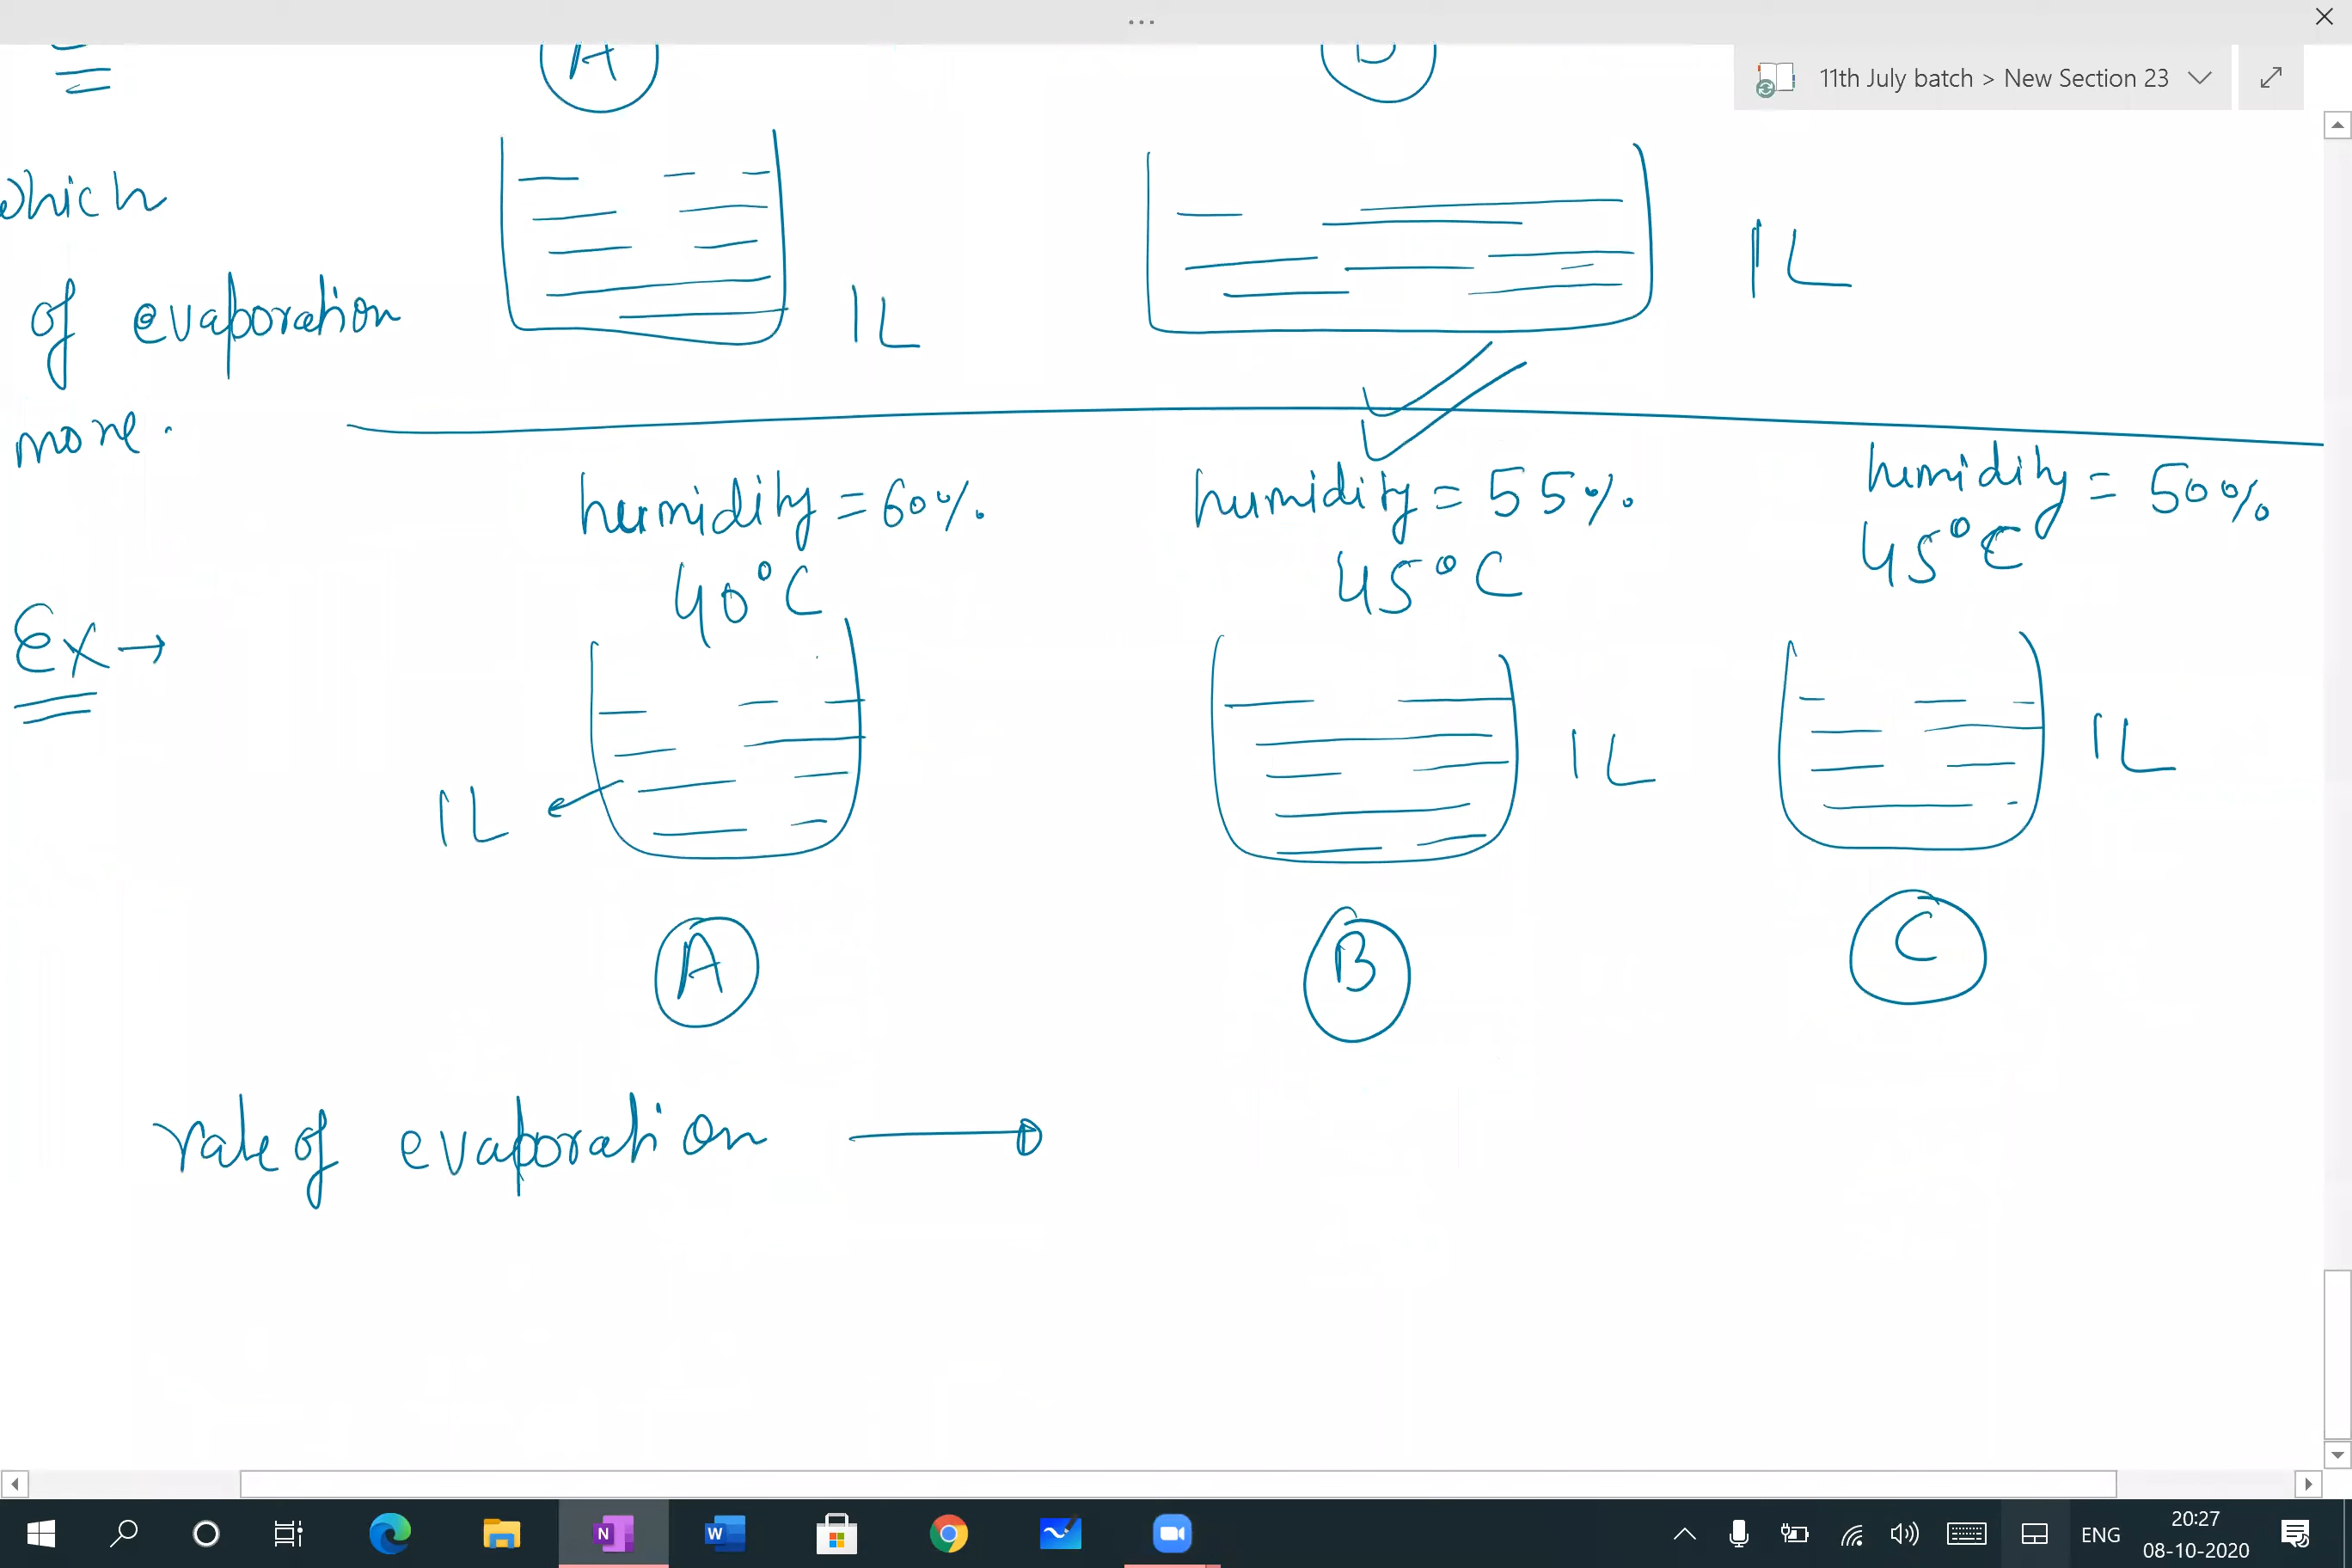 11th July batch > New Section 23
A
which
of evaporation
more.
1L
1L
humidity = 60%.
40°C
humidity = 55%.
45°C
humidity = 50%.
45°C
Ex →
1L
1L
1L
A
B
C
rate of evaporation
N
W
ENG
20:27
08-10-2020